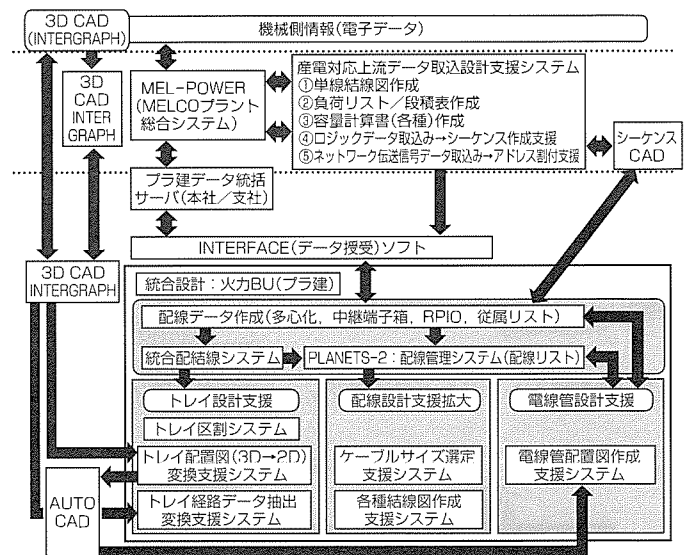 3D CAD
(INTERGRAPH)
機械側情報(電子データ)
3D
CAD
INTER
GRAPH
MEL-POWER
(MELCOプラント
総合システム)
産電対応上流データ取込設計支援システム
①単線結線図作成
②負荷リスト／段積表作成
③容量計算書(各種)作成
④ロジックデータ取込み→シーケンス作成支援
⑤ネットワーク伝送信号データ取込み→アドレス割付支援
シーケンス
CAD
プラ建データ統括
サーバ(本社／支社)
INTERFACE(データ授受)ソフト
3D CAD
INTERGRAPH
統合設計：火力BU(プラ建)
配線データ作成(多心化，中継端子箱，RPIO，従属リスト)
統合配結線システム
PLANETS-2：配線管理システム(配線リスト)
トレイ設計支援
トレイ区割システム
トレイ配置図(3D→2D)
変換支援システム
トレイ経路データ抽出
変換支援システム
配線設計支援拡大
ケーブルサイズ選定
支援システム
各種結線図作成
支援システム
電線管設計支援
電線管配置図作成
支援システム
AUTO
CAD